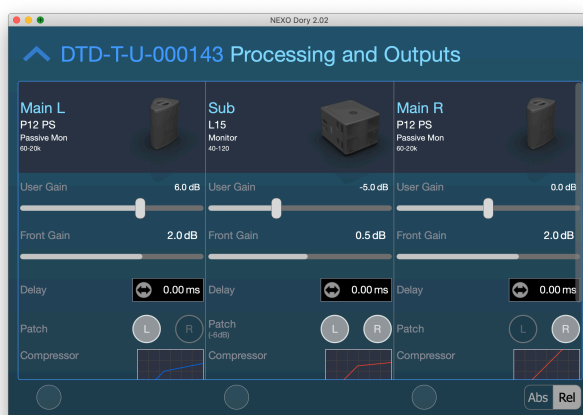 NEXO Dory 2.02
DTD-T-U-000143 Processing and Outputs
Main L
P12 PS
Passive Mon
60-20k
Sub
L15
Monitor
40-120
Main R
P12 PS
Passive Mon
60-20k
User Gain 6.0 dB
User Gain -5.0 dB
User Gain 0.0 dB
Front Gain 2.0 dB
Front Gain 0.5 dB
Front Gain 2.0 dB
Delay 0.00 ms
Delay 0.00 ms
Delay 0.00 ms
Patch L R
Patch L R
(-6dB)
Patch L R
Compressor
Compressor
Compressor
Abs Rel